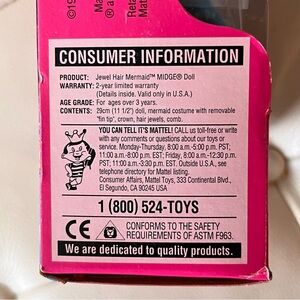 ©19
Reta
Mat
CONSUMER INFORMATION
PRODUCT: Jewel Hair Mermaid™ MIDGE® Doll
WARRANTY: 2-year limited warranty
(Details inside. Valid only in U.S.A.)
AGE GRADE: For ages over 3 years.
CONTENTS: 29cm (11 1/2") doll, mermaid costume with removable
"fin tip", crown, hair jewels, comb.
YOU CAN TELL IT'S MATTEL! CALL us toll-free or write
with any comments or questions about our toys or
service. Monday-Thursday, 8:00 a.m.-5:00 p.m. PST;
11:00 a.m.-8:00 p.m. EST; Friday, 8:00 a.m.-12:30 p.m. PST;
11:00 a.m.-3:30 p.m. EST. Outside U.S.A., see
telephone directory for Mattel listing.
Consumer Affairs, Mattel Toys, 333 Continental Blvd.,
El Segundo, CA 90245 USA
1 (800) 524-TOYS
CE
CONFORMS TO THE SAFETY
REQUIREMENTS OF ASTM F963.
We are dedicated to quality products.